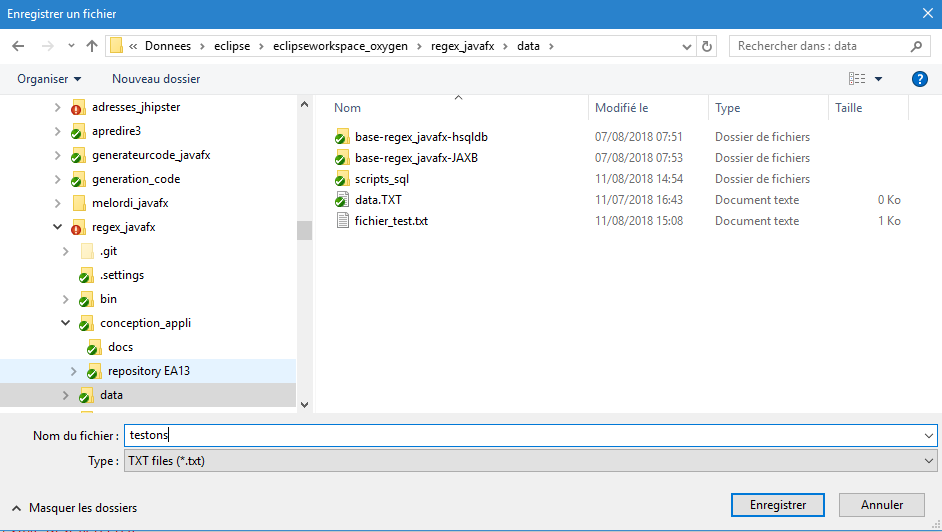 Enregistrer un fichier
« Donnees > eclipse > eclipseworkspace_oxygen > regex_javafx > data >
Rechercher dans : data
Organiser
Nouveau dossier
adresses_jhipster
apredire3
generateurcode_javafx
generation_code
melordi_javafx
regex_javafx
.git
.settings
bin
conception_appli
docs
repository EA13
data
Nom Modifié le Type Taille
base-regex_javafx-hsqldb 07/08/2018 07:51 Dossier de fichiers
base-regex_javafx-JAXB 07/08/2018 07:53 Dossier de fichiers
scripts_sql 11/08/2018 14:54 Dossier de fichiers
data.TXT 11/07/2018 16:43 Document texte 0 Ko
fichier_test.txt 11/08/2018 15:08 Document texte 1 Ko
Nom du fichier : testons
Type : TXT files (*.txt)
Masquer les dossiers
Enregistrer
Annuler